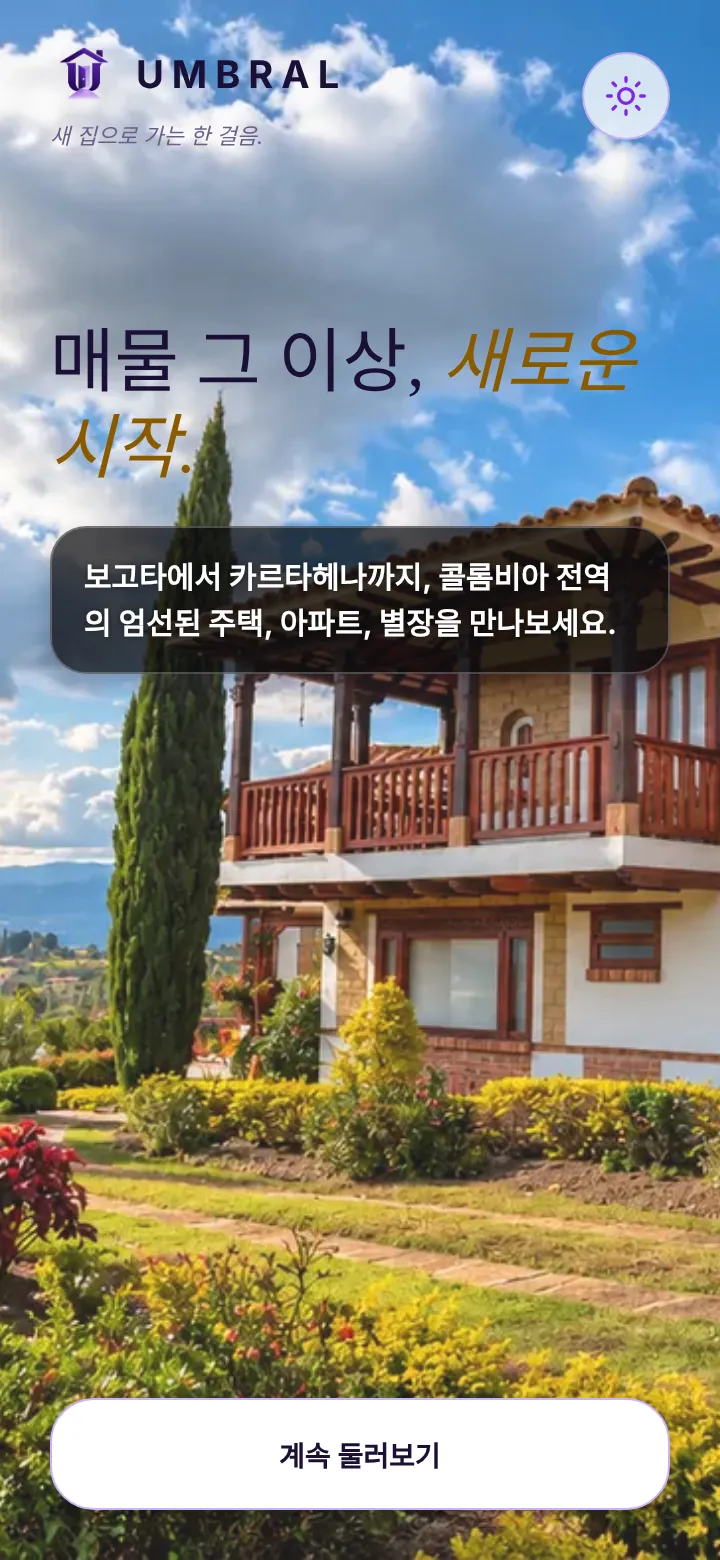 UMBRAL
새 집으로 가는 한 걸음.
매물 그 이상, 새로운
시작.
보고타에서 카르타헤나까지, 콜롬비아 전역
의 엄선된 주택, 아파트, 별장을 만나보세요.
계속 둘러보기